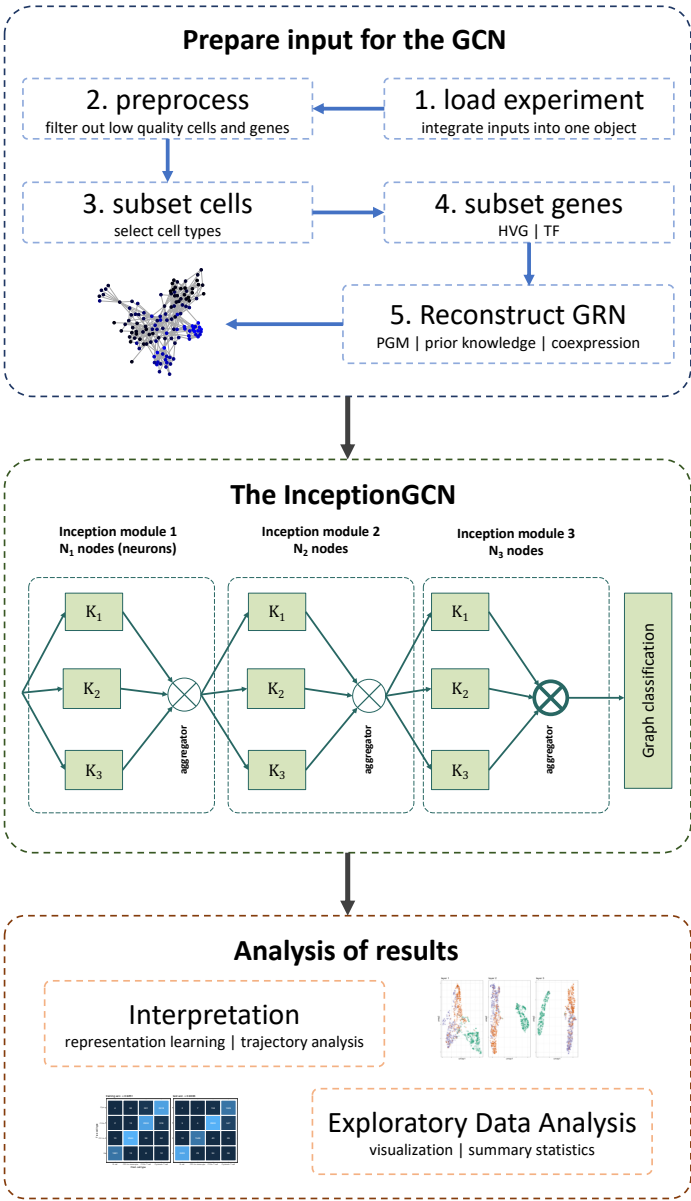 Prepare input for the GCN
2. preprocess
filter out low quality cells and genes
1. load experiment
integrate inputs into one object
3. subset cells
select cell types
4. subset genes
HVG | TF
5. Reconstruct GRN
PGM | prior knowledge | coexpression
The InceptionGCN
Inception module 1
N₁ nodes (neurons)
Inception module 2
N₂ nodes
Inception module 3
N₃ nodes
K₁
K₂
K₃
aggregator
K₁
K₂
K₃
aggregator
K₁
K₂
K₃
aggregator
Graph classification
Analysis of results
Interpretation
representation learning | trajectory analysis
Exploratory Data Analysis
visualization | summary statistics